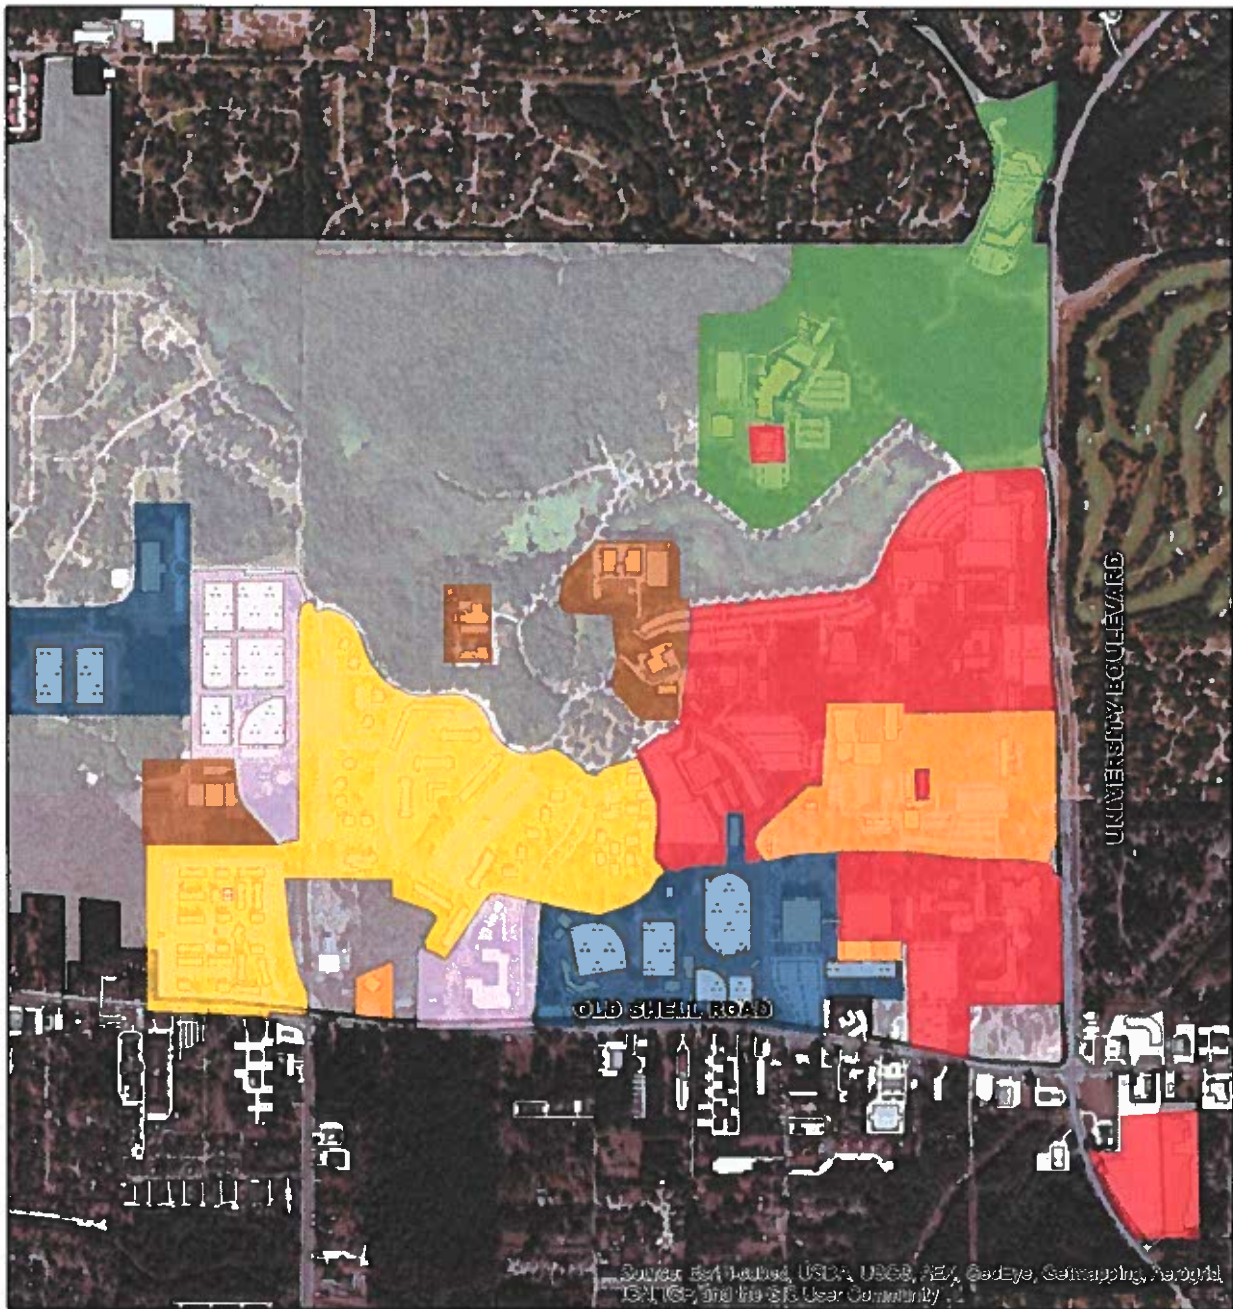 UNIVERSITY BOULEVARD
OLD SHELL ROAD
Source: Esri, i-cubed, USDA, USGS, AEX, GeoEye, Getmapping, Aerogrid,
IGN, IGP, and the GIS User Community